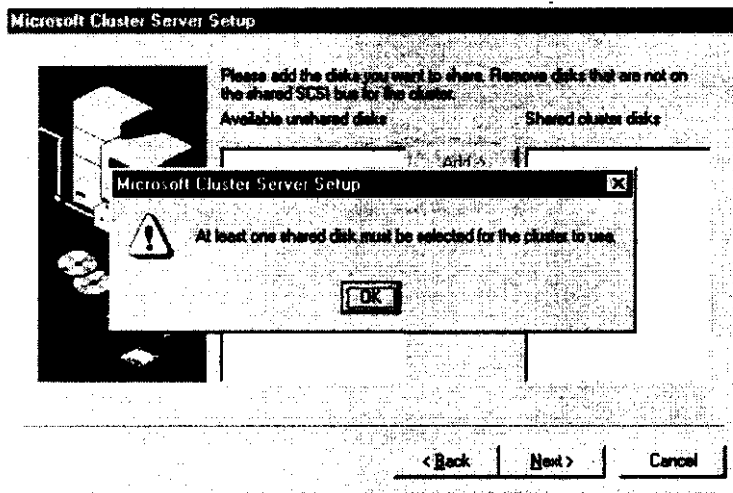 Microsoft Cluster Server Setup
Please add the disks you want to share. Remove disks that are not on
the shared SCSI bus for the cluster.
Available unshared disks
Shared cluster disks
Add >
Microsoft Cluster Server Setup
At least one shared disk must be selected for the cluster to use.
OK
< Back
Next >
Cancel